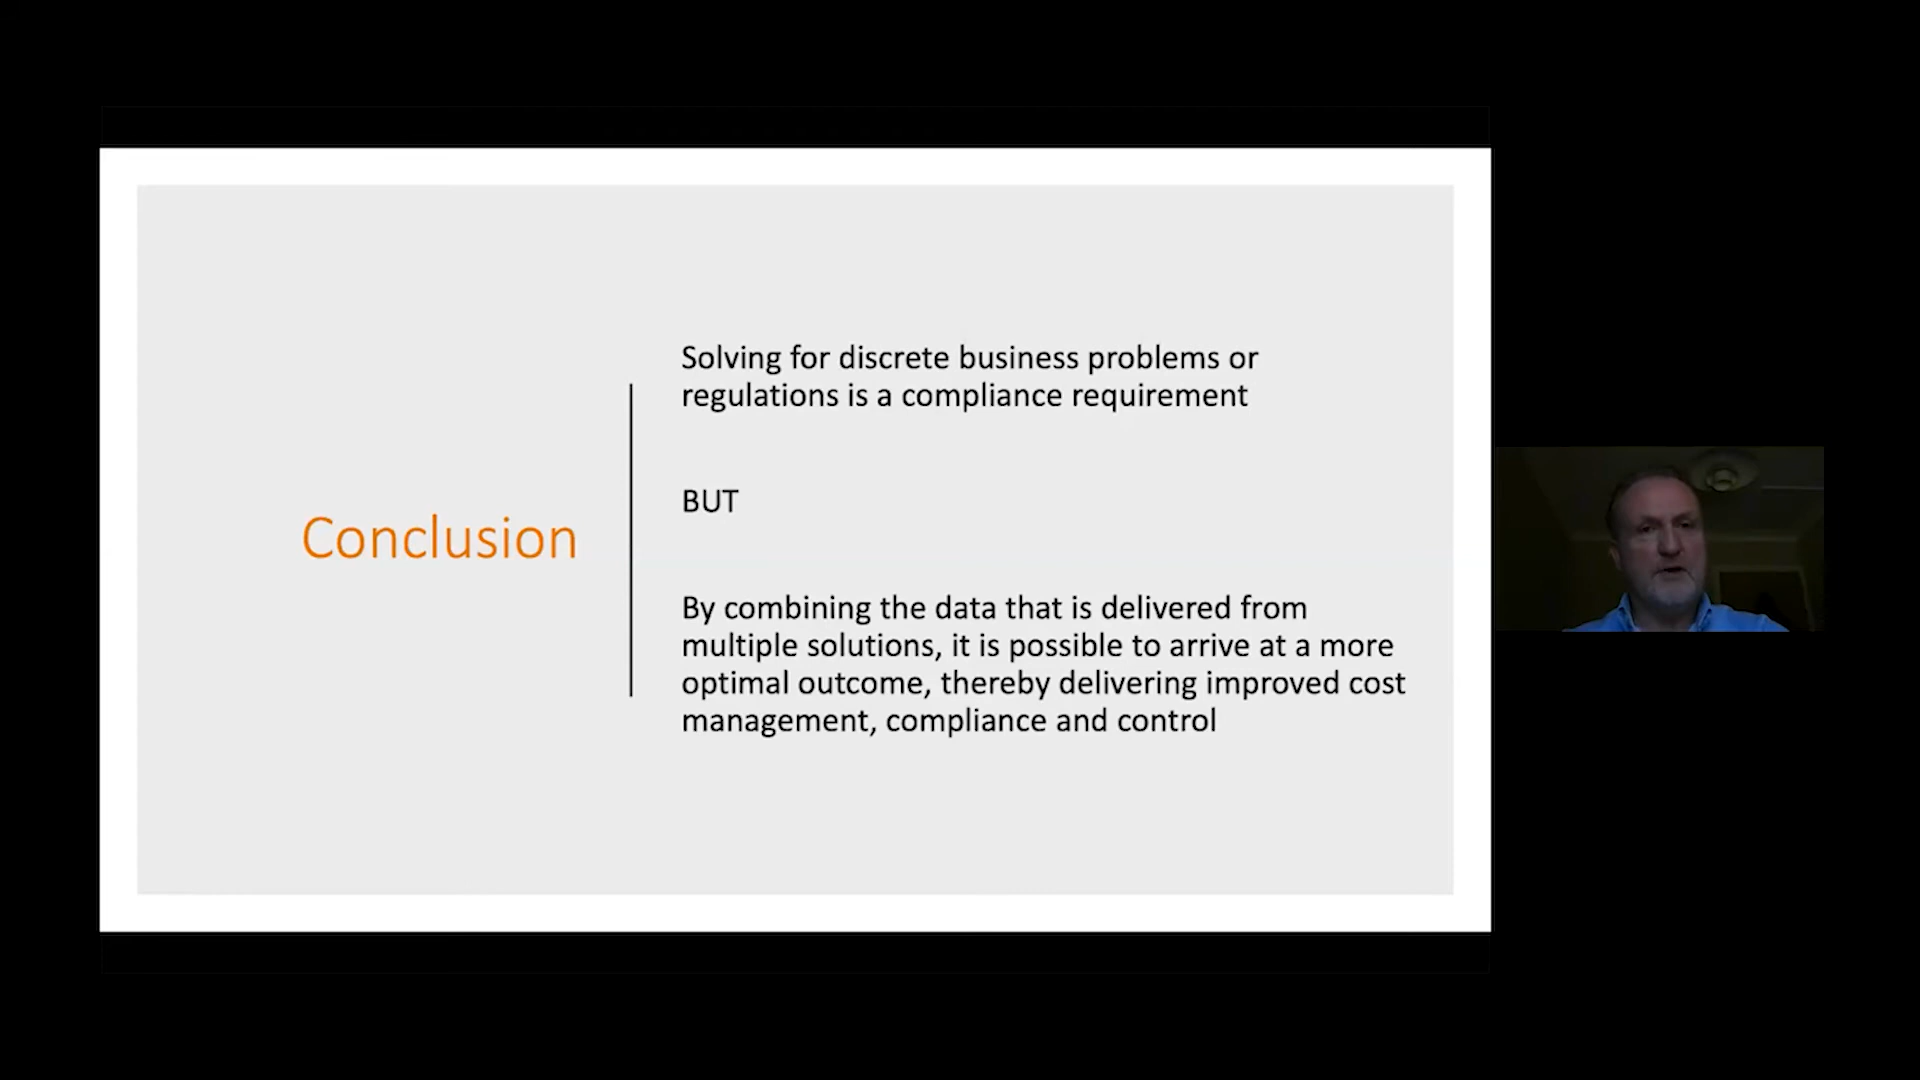 Conclusion
Solving for discrete business problems or
regulations is a compliance requirement
BUT
By combining the data that is delivered from
multiple solutions, it is possible to arrive at a more
optimal outcome, thereby delivering improved cost
management, compliance and control